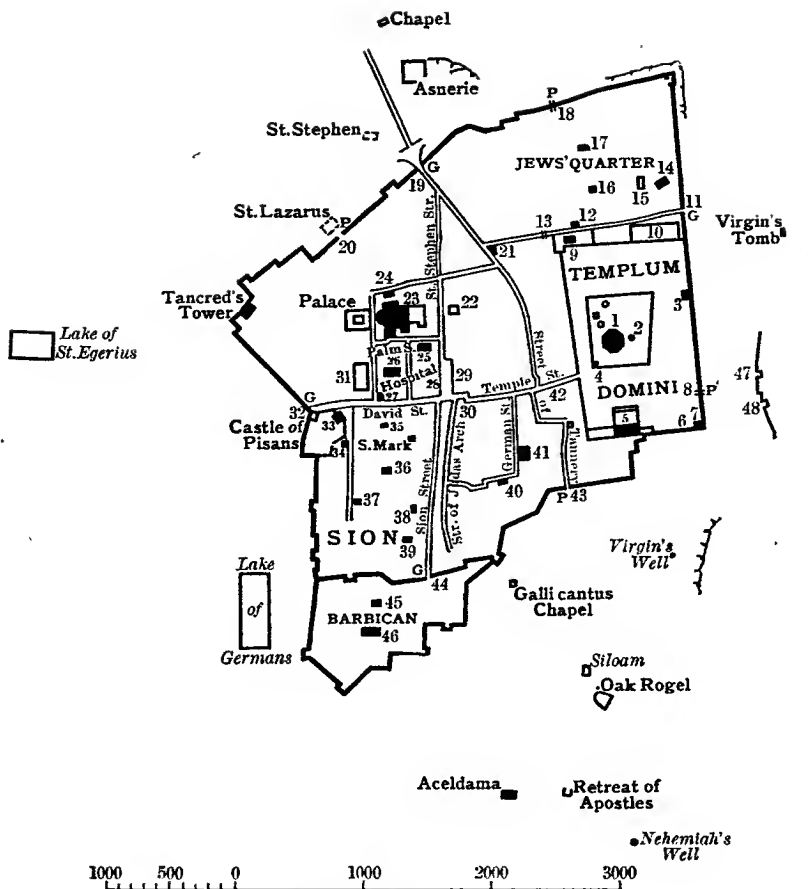 Chapel
Asnerie
P
18
St. Stephen
17
JEWS' QUARTER
14
G
19
16
15
11
G
St. Lazarus
P
20
St. Stephen Str.
13
12
Virgin's
Tomb
21
9
10
TEMPLUM
24
Tancred's
Tower
Palace
23
22
3
1
2
Lake of
St. Egerius
Palm S.
25
Street of Tannery
26
Hospital
31
28
29
4
47
27
Temple St.
42
DOMINI
8
P
48
G
32
David St.
30
7
6
5
Castle of
Pisans
33
35
34
S. Mark
German S.
41
36
Sion Street
Str. of Judas Arch
40
P
43
37
38
SION
39
Virgin's
Well
G
44
Lake
of
Germans
Galli cantus
Chapel
45
BARBICAN
46
Siloam
Oak Rogel
Aceldama
Retreat of
Apostles
Nehemiah's
Well
1000 500 0 1000 2000 3000